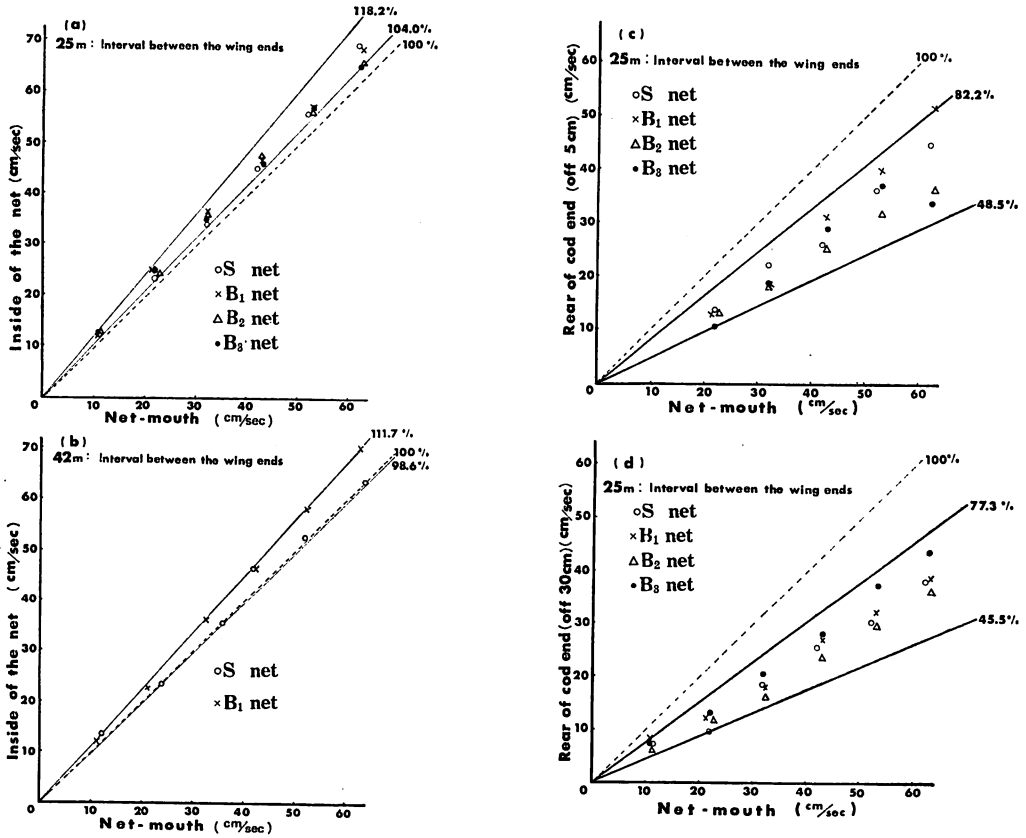 (a)
25m: Interval between the wing ends
118.2%
104.0%
100%
Inside of the net (cm/sec)
70
60
50
40
30
20
10
0
S net
B1 net
B2 net
B3 net
10 20 30 40 50 60
Net-mouth (cm/sec)
(b)
42m: Interval between the wing ends
111.7%
100%
98.6%
Inside of the net (cm/sec)
70
60
50
40
30
20
10
0
S net
B1 net
10 20 30 40 50 60
Net-mouth (cm/sec)
(c)
25m: Interval between the wing ends
100%
82.2%
48.5%
S net
B1 net
B2 net
B3 net
Rear of cod end (off 5cm) (cm/sec)
60
50
40
30
20
10
0
10 20 30 40 50 60
Net-mouth (cm/sec)
(d)
25m: Interval between the wing ends
100%
77.3%
45.5%
S net
B1 net
B2 net
B3 net
Rear of cod end (off 30cm) (cm/sec)
60
50
40
30
20
10
0
10 20 30 40 50 60
Net-mouth (cm/sec)